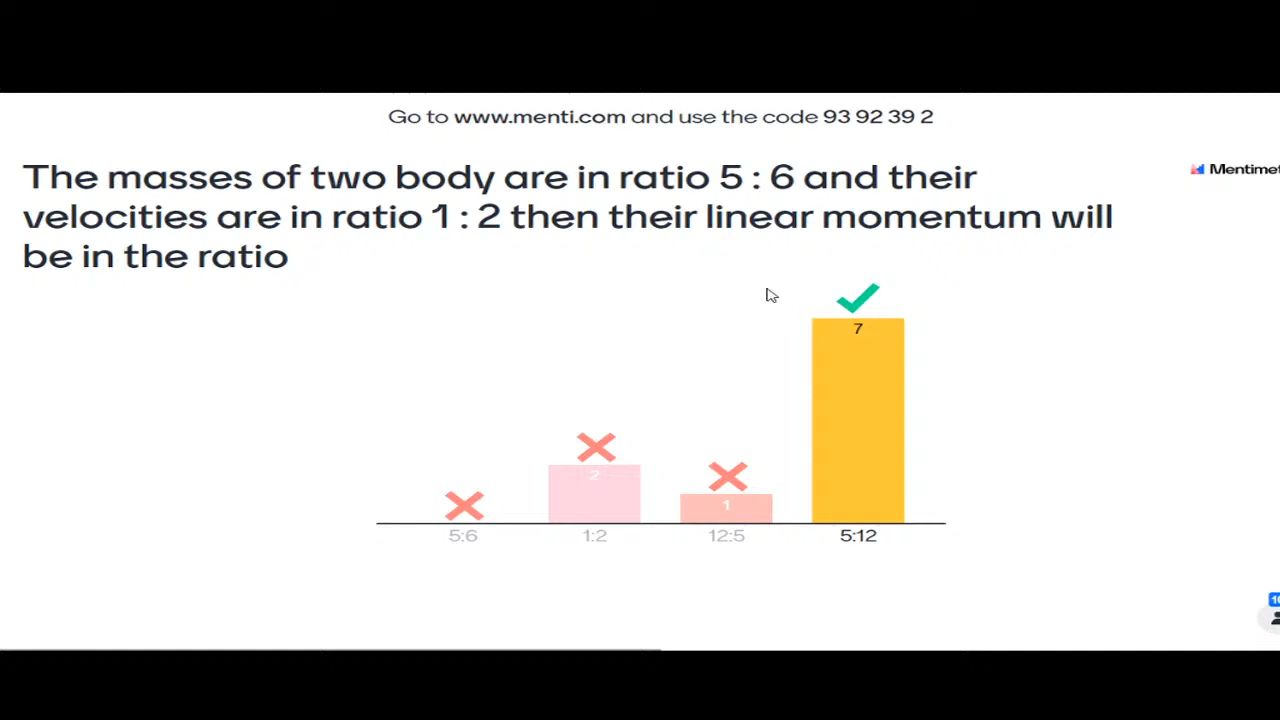 Go to www.menti.com and use the code 93 92 39 2
The masses of two body are in ratio 5 : 6 and their
velocities are in ratio 1 : 2 then their linear momentum will
be in the ratio
Mentimet
7
2
1
5:6 1:2 12:5 5:12
10